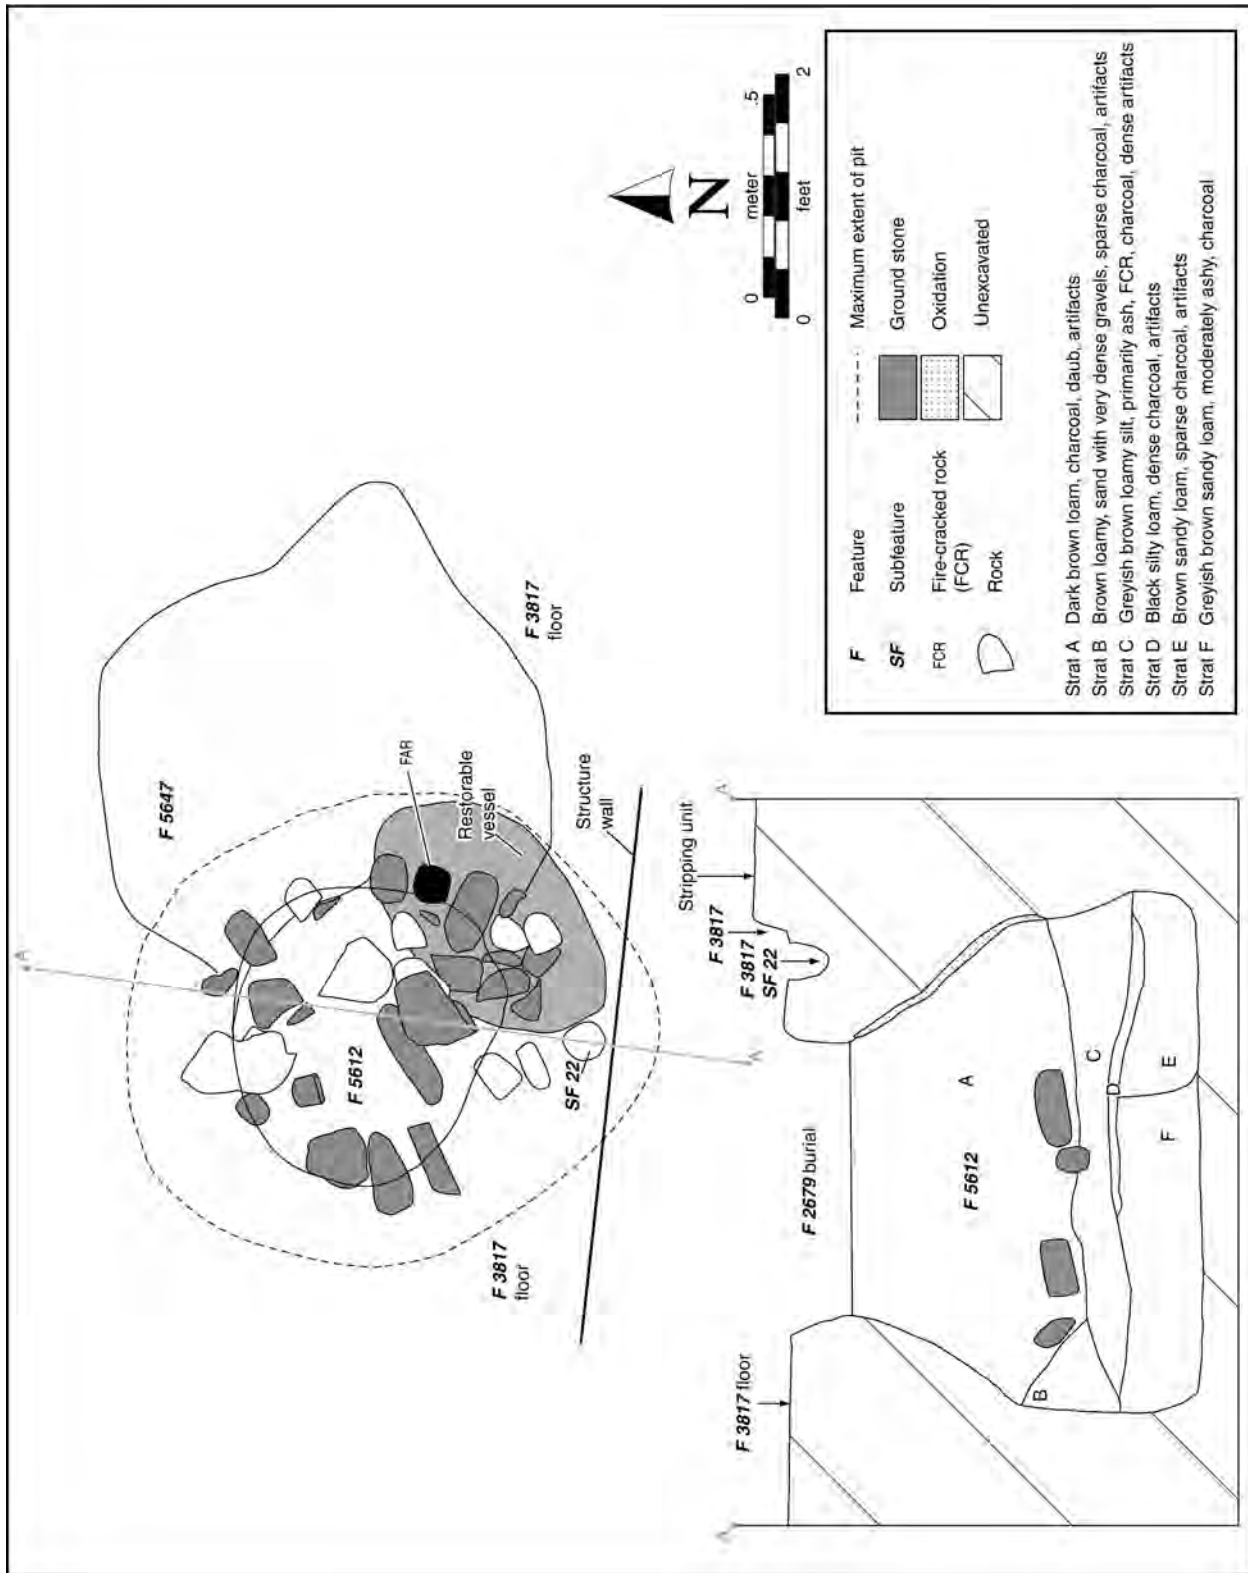 F 5647
FAR
Restorable
vessel
Structure
wall
F 5612
SF 22
F 3817
floor
F 3817
floor
A
A'
N
0 .5
meter
feet
0 2
F 3817 floor
F 2679 burial
F 3817
SF 22
F 3817
Stripping unit
A
A'
F 5612
A
B
C
D
E
F
F Feature
SF Subfeature
FCR Fire-cracked rock
(FCR)
Rock
Maximum extent of pit
Ground stone
Oxidation
Unexcavated
Strat A Dark brown loam, charcoal, daub, artifacts
Strat B Brown loamy, sand with very dense gravels, sparse charcoal, artifacts
Strat C Greyish brown loamy silt, primarily ash, FCR, charcoal, dense artifacts
Strat D Black silty loam, dense charcoal, artifacts
Strat E Brown sandy loam, sparse charcoal, artifacts
Strat F Greyish brown sandy loam, moderately ashy, charcoal